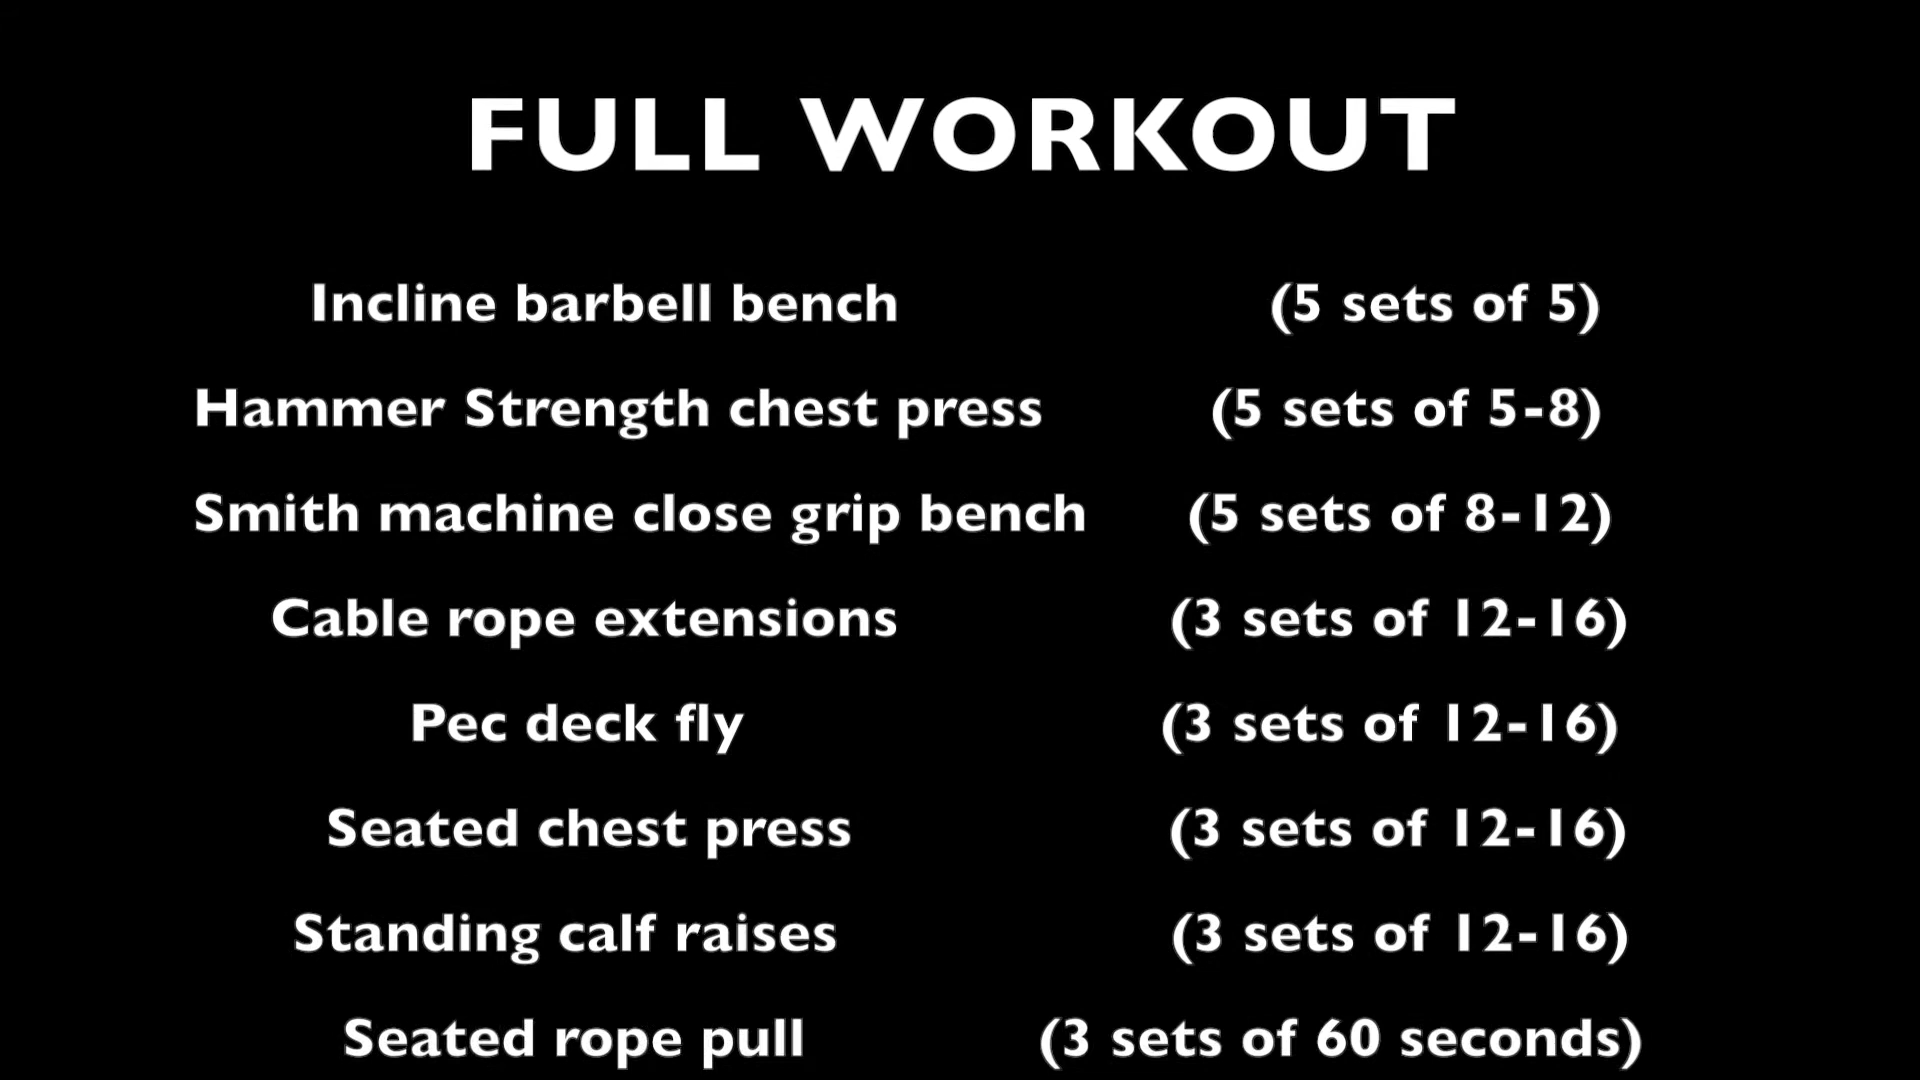 FULL WORKOUT
Incline barbell bench (5 sets of 5)
Hammer Strength chest press (5 sets of 5-8)
Smith machine close grip bench (5 sets of 8-12)
Cable rope extensions (3 sets of 12-16)
Pec deck fly (3 sets of 12-16)
Seated chest press (3 sets of 12-16)
Standing calf raises (3 sets of 12-16)
Seated rope pull (3 sets of 60 seconds)